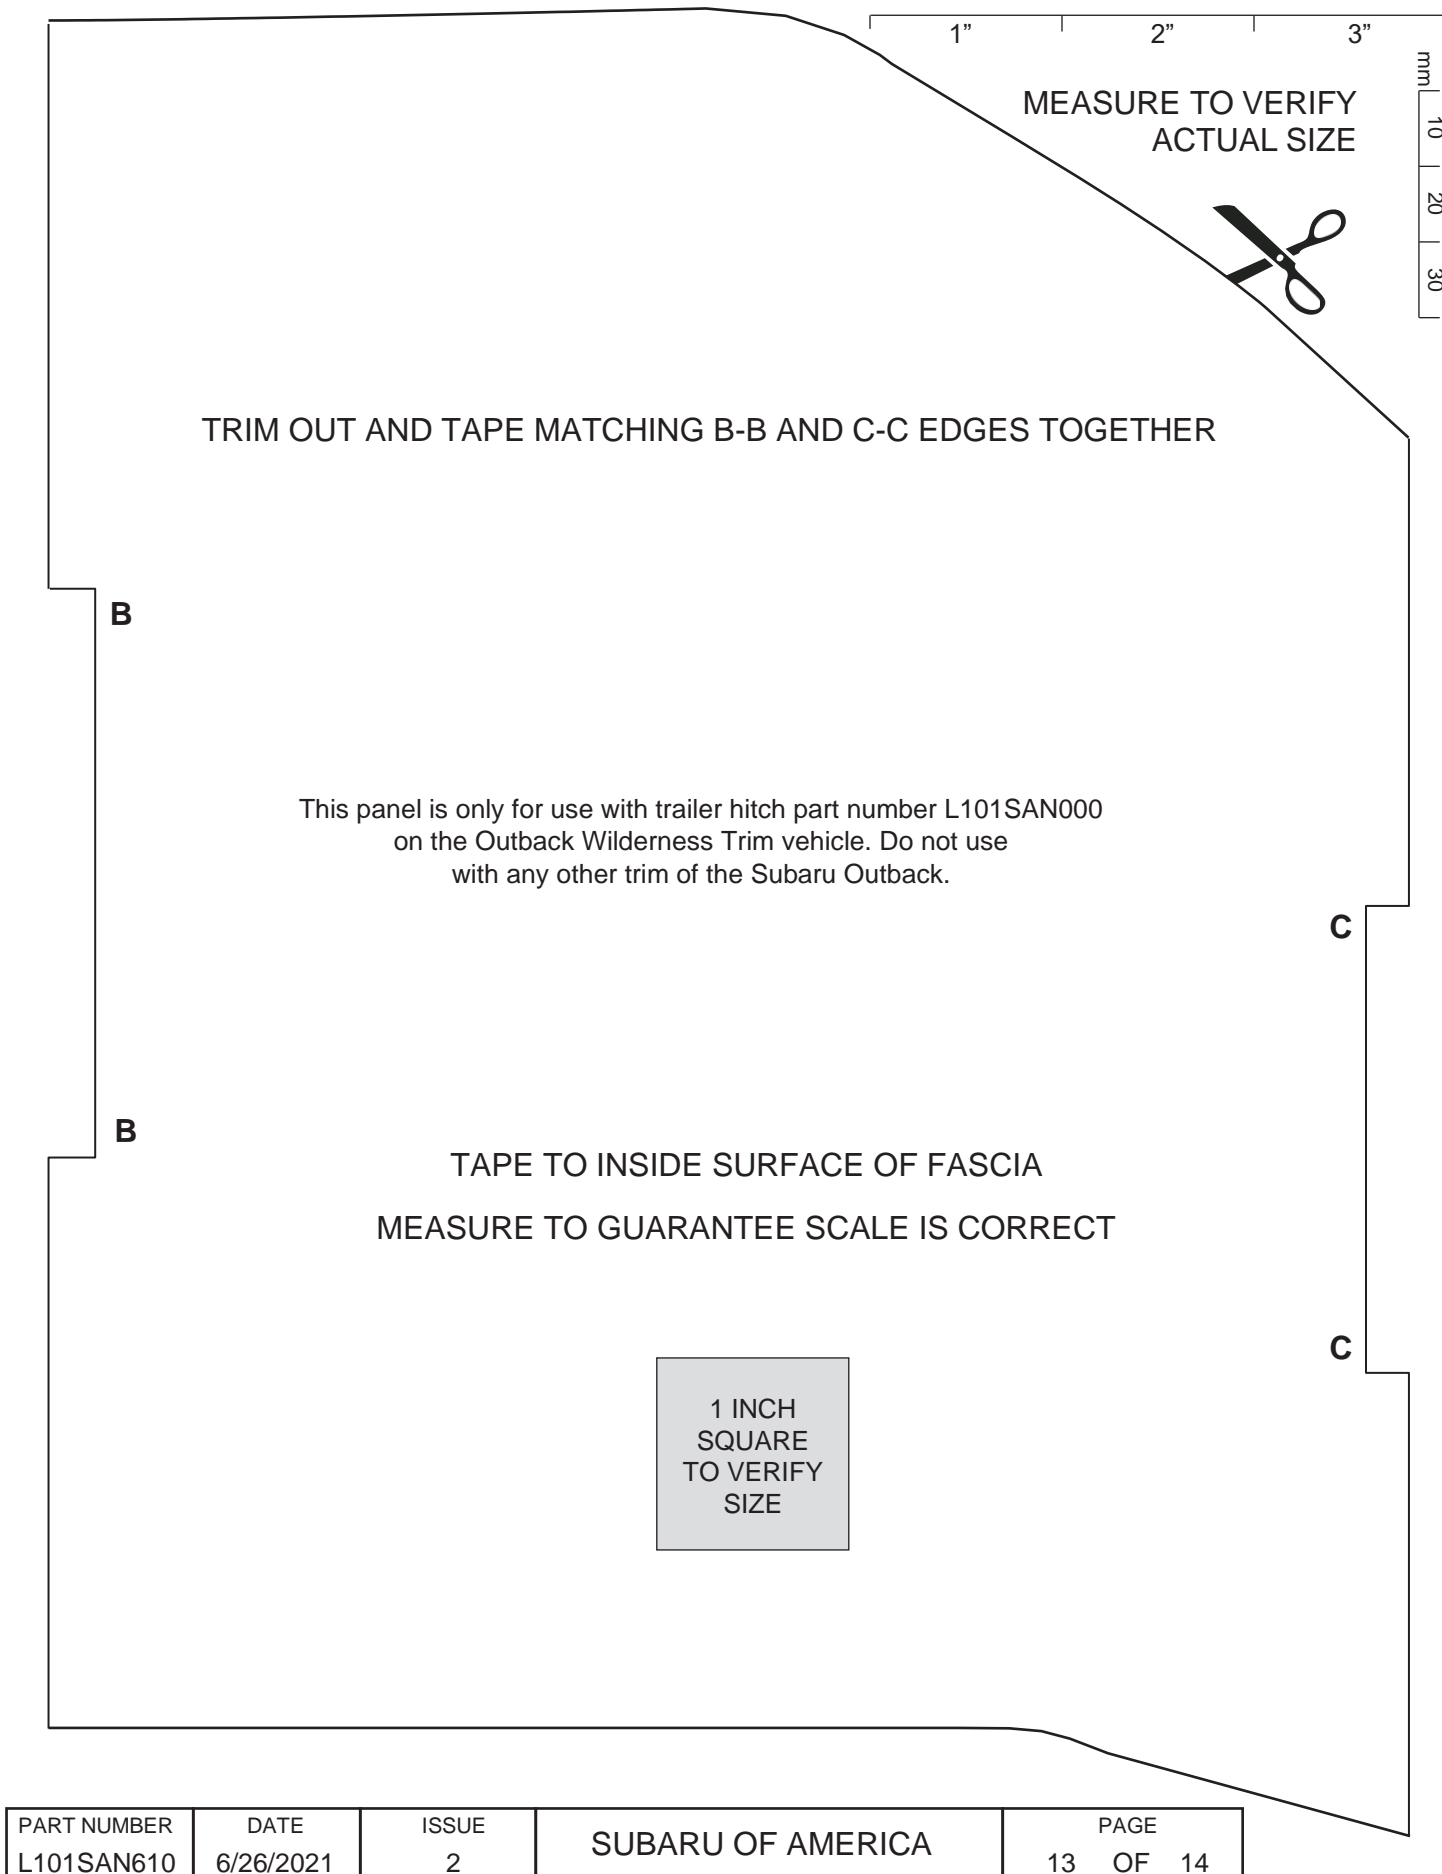 1” 2” 3”
mm
10 20 30
MEASURE TO VERIFY
ACTUAL SIZE
TRIM OUT AND TAPE MATCHING B-B AND C-C EDGES TOGETHER
B
This panel is only for use with trailer hitch part number L101SAN000
on the Outback Wilderness Trim vehicle. Do not use
with any other trim of the Subaru Outback.
C
B
TAPE TO INSIDE SURFACE OF FASCIA
MEASURE TO GUARANTEE SCALE IS CORRECT
C
1 INCH
SQUARE
TO VERIFY
SIZE
PART NUMBER DATE ISSUE SUBARU OF AMERICA PAGE
L101SAN610 6/26/2021 2 13 OF 14